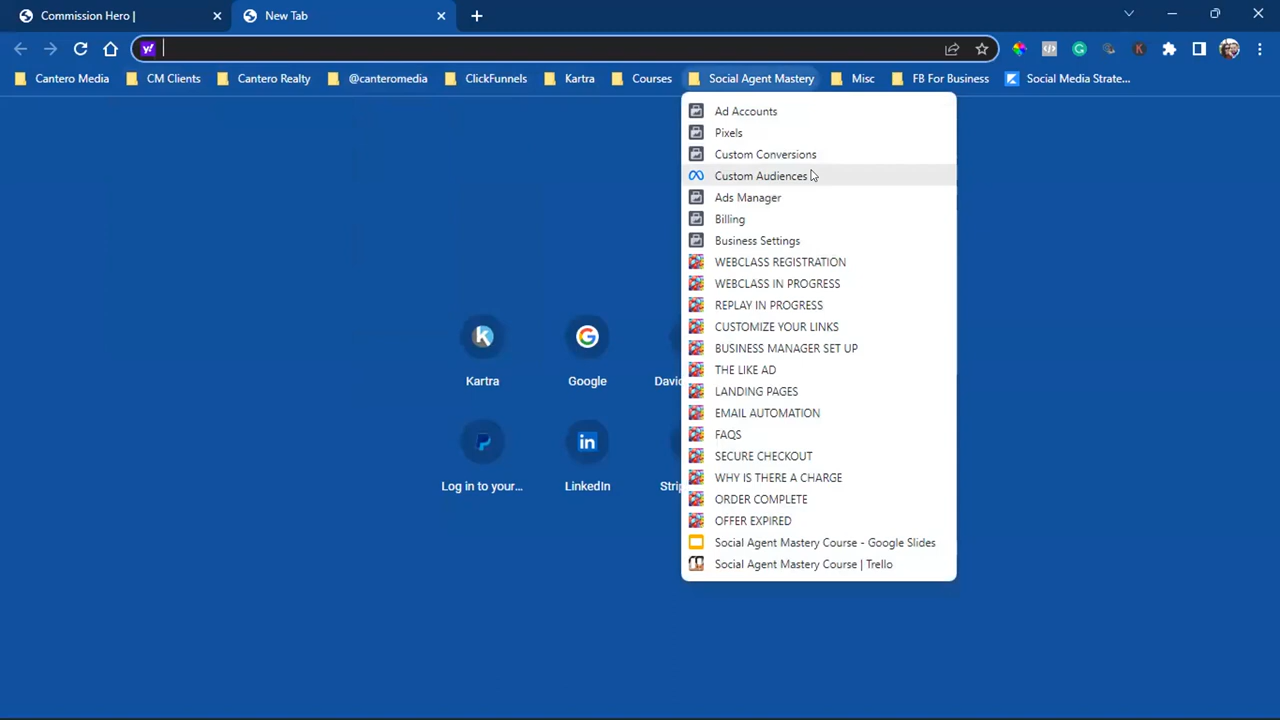 Commission Hero |
New Tab
y!
Cantero Media
CM Clients
Cantero Realty
@canteromedia
ClickFunnels
Kartra
Courses
Social Agent Mastery
Misc
FB For Business
Social Media Strate...
Ad Accounts
Pixels
Custom Conversions
Custom Audiences
Ads Manager
Billing
Business Settings
WEBCLASS REGISTRATION
WEBCLASS IN PROGRESS
REPLAY IN PROGRESS
CUSTOMIZE YOUR LINKS
BUSINESS MANAGER SET UP
THE LIKE AD
LANDING PAGES
EMAIL AUTOMATION
FAQS
SECURE CHECKOUT
WHY IS THERE A CHARGE
ORDER COMPLETE
OFFER EXPIRED
Social Agent Mastery Course - Google Slides
Social Agent Mastery Course | Trello
Kartra
Google
Davi
Log in to your...
LinkedIn
Strip